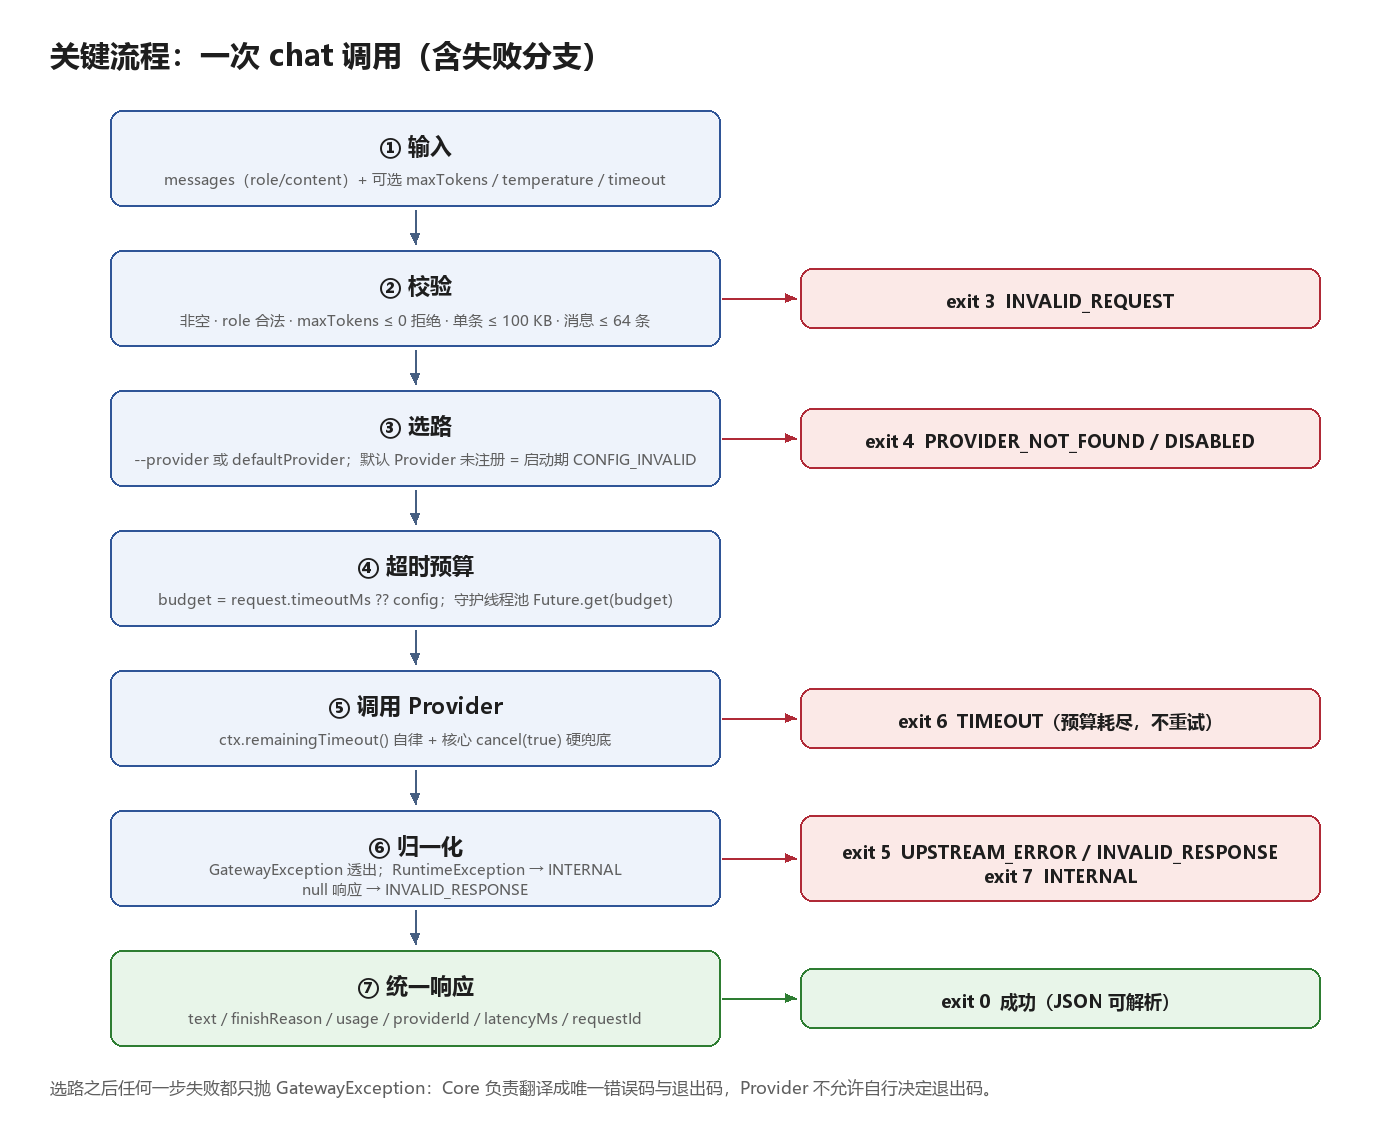 关键流程：一次 chat 调用（含失败分支）
① 输入
messages（role/content）+ 可选 maxTokens / temperature / timeout
② 校验
非空 · role 合法 · maxTokens ≤ 0 拒绝 · 单条 ≤ 100 KB · 消息 ≤ 64 条
exit 3  INVALID_REQUEST
③ 选路
--provider 或 defaultProvider；默认 Provider 未注册 = 启动期 CONFIG_INVALID
exit 4  PROVIDER_NOT_FOUND / DISABLED
④ 超时预算
budget = request.timeoutMs ?? config；守护线程池 Future.get(budget)
⑤ 调用 Provider
ctx.remainingTimeout() 自律 + 核心 cancel(true) 硬兜底
exit 6  TIMEOUT（预算耗尽，不重试）
⑥ 归一化
GatewayException 透出；RuntimeException → INTERNAL
null 响应 → INVALID_RESPONSE
exit 5  UPSTREAM_ERROR / INVALID_RESPONSE
exit 7  INTERNAL
⑦ 统一响应
text / finishReason / usage / providerId / latencyMs / requestId
exit 0  成功（JSON 可解析）
选路之后任何一步失败都只抛 GatewayException：Core 负责翻译成唯一错误码与退出码，Provider 不允许自行决定退出码。